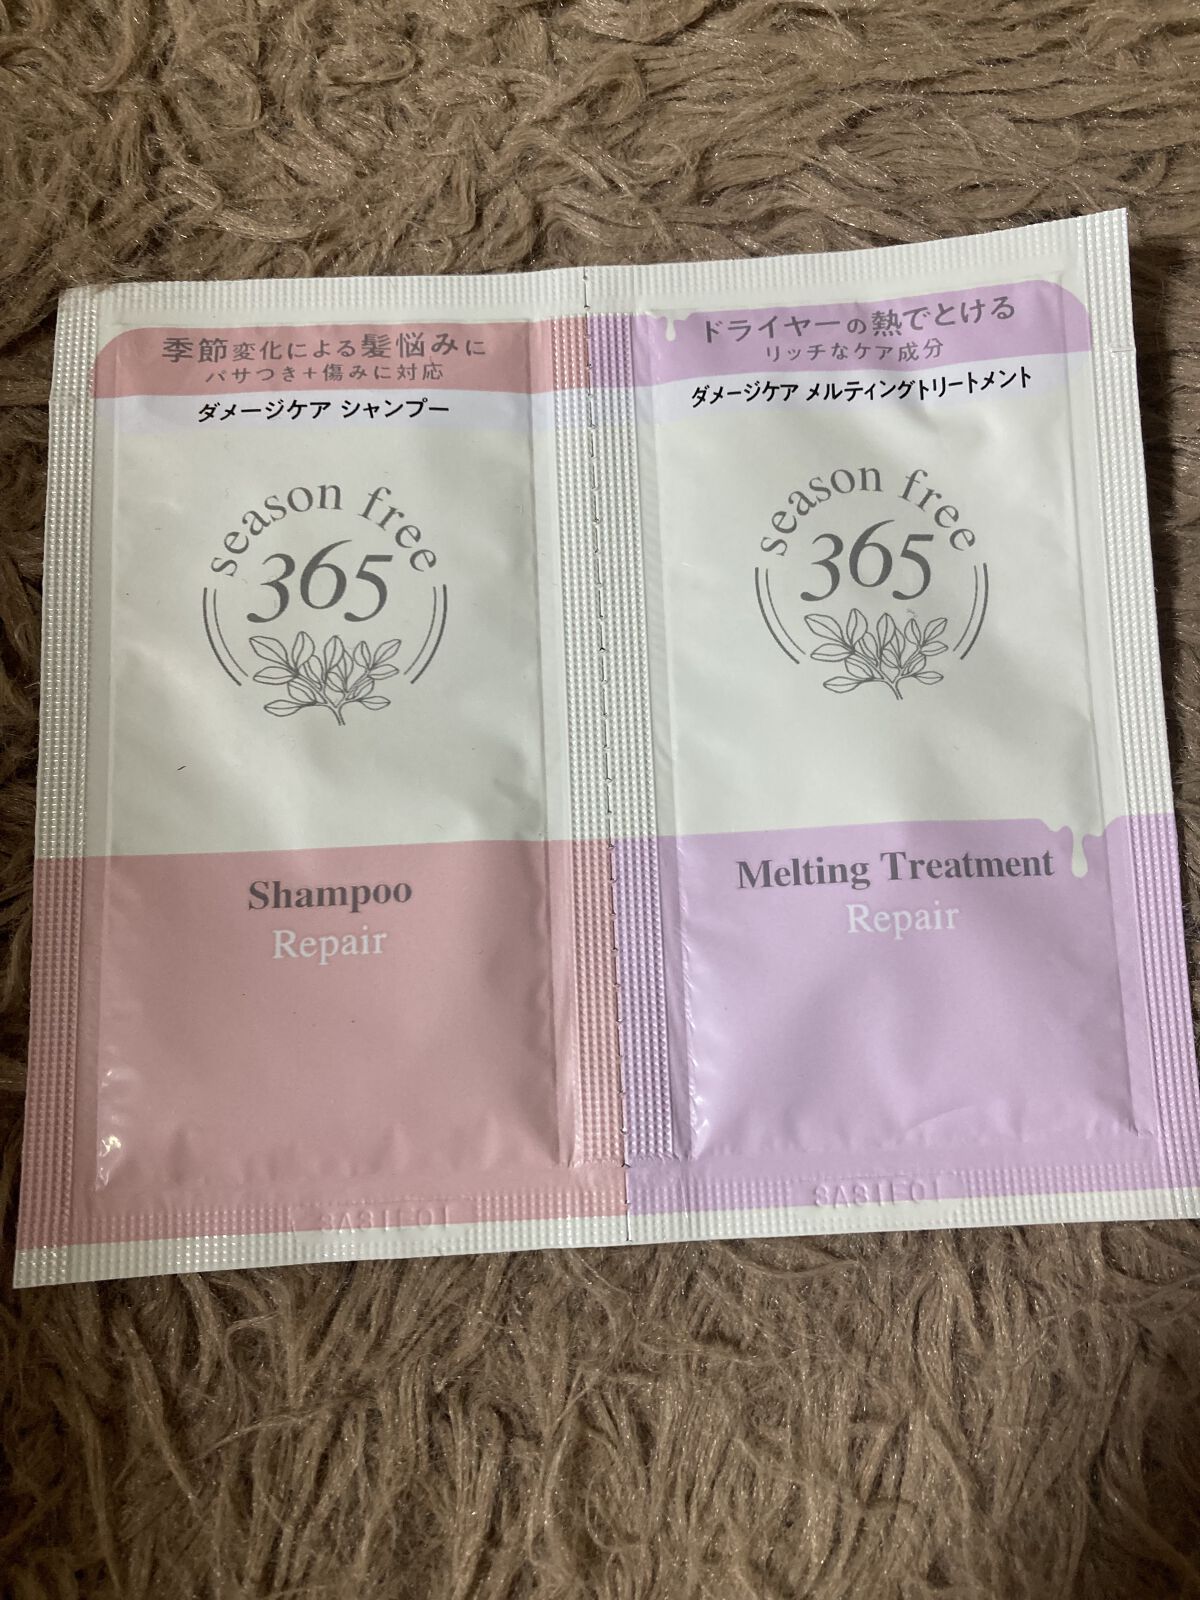 季節変化による髪悩みに
パサつき+傷みに対応
ダメージケア シャンプー
season free
365
Shampoo
Repair
ドライヤーの熱でとける
リッチなケア成分
ダメージケア メルティングトリートメント
season free
365
Melting Treatment
Repair